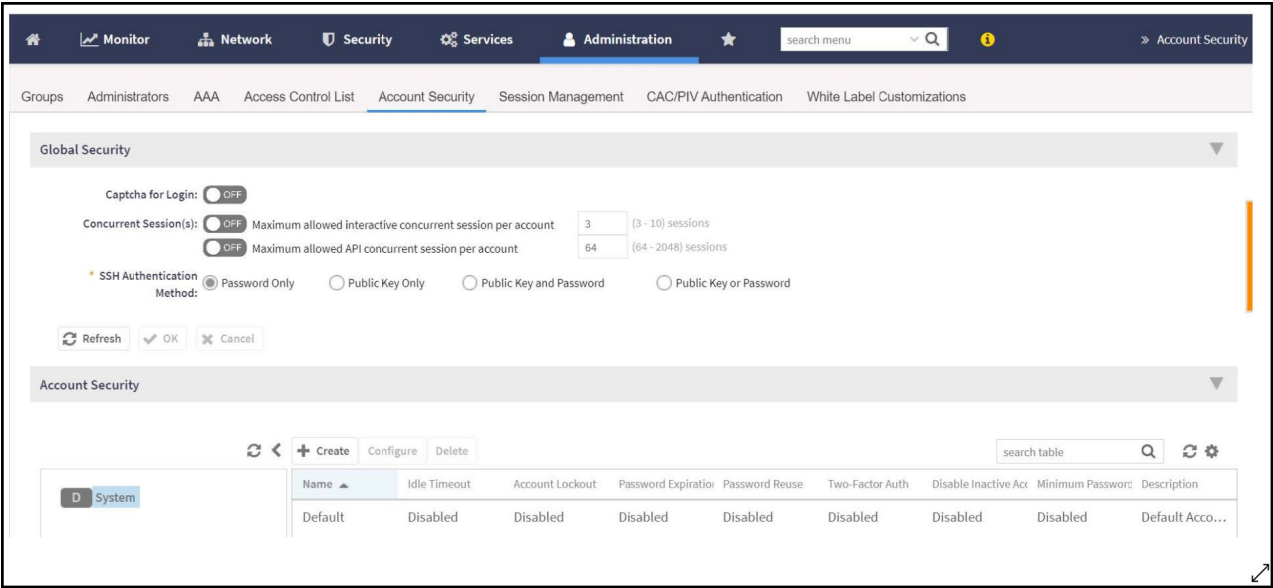 Monitor Network Security Services Administration search menu » Account Security
Groups Administrators AAA Access Control List Account Security Session Management CAC/PIV Authentication White Label Customizations
Global Security
Captcha for Login: OFF
Concurrent Session(s): OFF Maximum allowed interactive concurrent session per account 3 (3 - 10) sessions
OFF Maximum allowed API concurrent session per account 64 (64 - 2048) sessions
* SSH Authentication Method: Password Only Public Key Only Public Key and Password Public Key or Password
Refresh OK Cancel
Account Security
Create Configure Delete search table
D System
Name Idle Timeout Account Lockout Password Expiratio Password Reuse Two-Factor Auth Disable Inactive Acc Minimum Passworc Description
Default Disabled Disabled Disabled Disabled Disabled Disabled Disabled Default Acco...